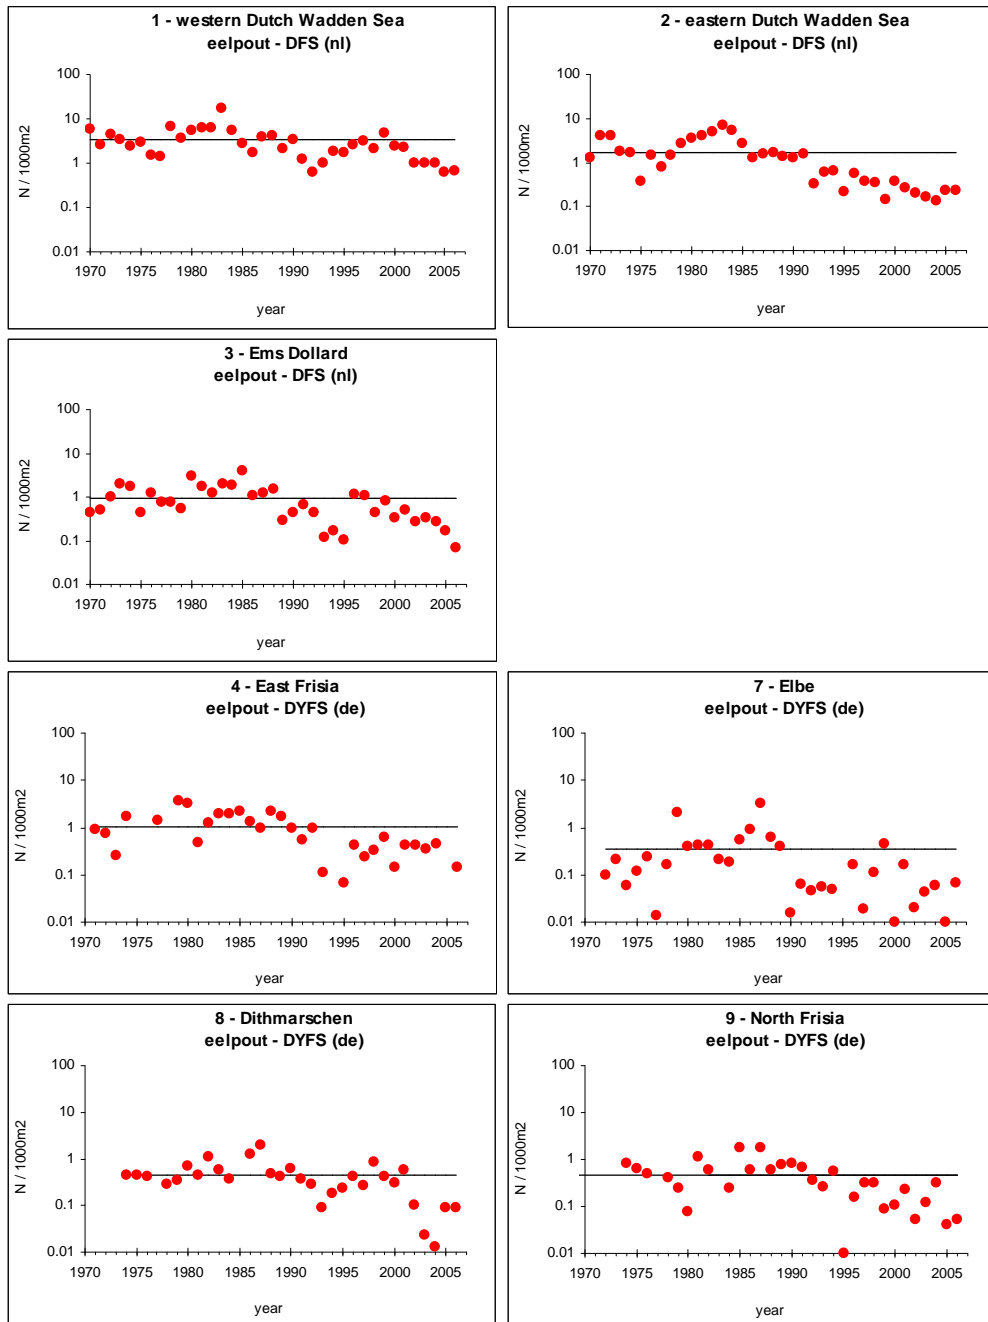 1 - western Dutch Wadden Sea
eelpout - DFS (nl)
100
10
1
0.1
0.01
N / 1000m2
1970 1975 1980 1985 1990 1995 2000 2005
year
2 - eastern Dutch Wadden Sea
eelpout - DFS (nl)
100
10
1
0.1
0.01
N / 1000m2
1970 1975 1980 1985 1990 1995 2000 2005
year
3 - Ems Dollard
eelpout - DFS (nl)
100
10
1
0.1
0.01
N / 1000m2
1970 1975 1980 1985 1990 1995 2000 2005
year
4 - East Frisia
eelpout - DYFS (de)
100
10
1
0.1
0.01
N / 1000m2
1970 1975 1980 1985 1990 1995 2000 2005
year
7 - Elbe
eelpout - DYFS (de)
100
10
1
0.1
0.01
N / 1000m2
1970 1975 1980 1985 1990 1995 2000 2005
year
8 - Dithmarschen
eelpout - DYFS (de)
100
10
1
0.1
0.01
N / 1000m2
1970 1975 1980 1985 1990 1995 2000 2005
year
9 - North Frisia
eelpout - DYFS (de)
100
10
1
0.1
0.01
N / 1000m2
1970 1975 1980 1985 1990 1995 2000 2005
year